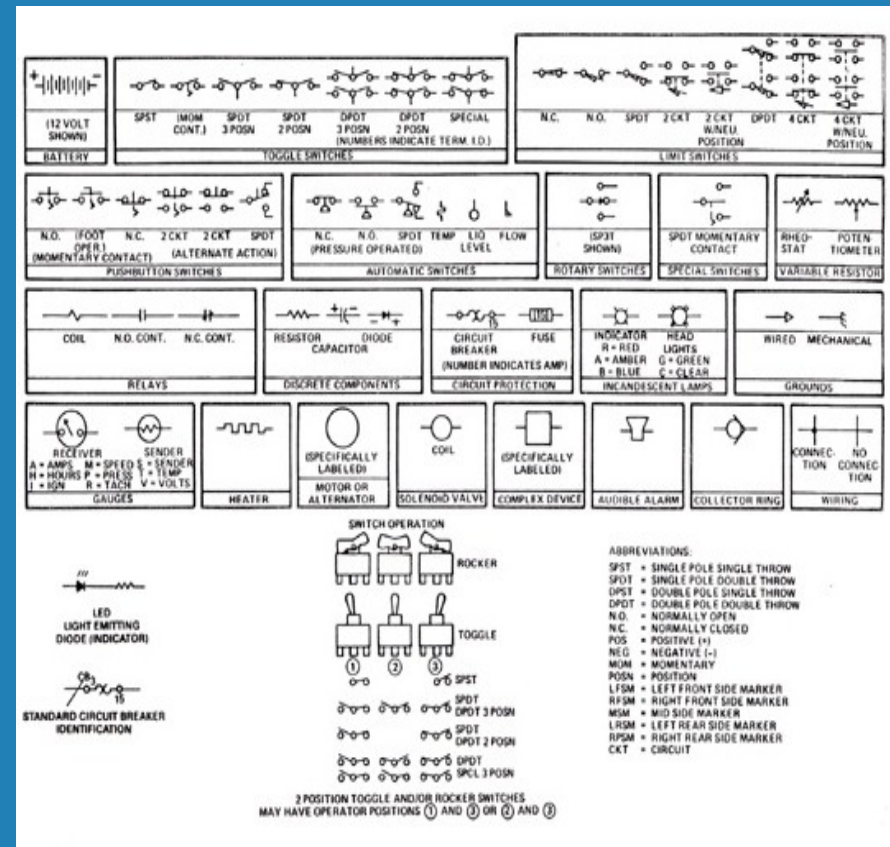 + -
(12 VOLT
SHOWN)
BATTERY
SPST (MOM CONT.) SPDT 3 POSN SPDT 2 POSN DPDT 3 POSN DPDT 2 POSN SPECIAL
(NUMBERS INDICATE TERM. I.D.)
TOGGLE SWITCHES
N.C. N.O. SPDT 2 CKT 2 CKT W/NEU. POSITION DPDT 4 CKT 4 CKT W/NEU. POSITION
LIMIT SWITCHES
N.O. (FOOT OPER.) N.C. 2 CKT 2 CKT SPDT
(MOMENTARY CONTACT) (ALTERNATE ACTION)
PUSHBUTTON SWITCHES
N.C. N.O. SPDT TEMP LIQ LEVEL FLOW
(PRESSURE OPERATED)
AUTOMATIC SWITCHES
(SP3T
SHOWN)
ROTARY SWITCHES
SPDT MOMENTARY
CONTACT
SPECIAL SWITCHES
RHEO-
STAT
POTEN-
TIOMETER
VARIABLE RESISTOR
COIL N.O. CONT. N.C. CONT.
RELAYS
+ - - +
RESISTOR DIODE
CAPACITOR
DISCRETE COMPONENTS
15
CIRCUIT
BREAKER
FUSE
(NUMBER INDICATES AMP)
CIRCUIT PROTECTION
INDICATOR HEAD
R = RED LIGHTS
A = AMBER G = GREEN
B = BLUE C = CLEAR
INCANDESCENT LAMPS
WIRED MECHANICAL
GROUNDS
RECEIVER SENDER
A = AMPS M = SPEED S = SENDER
H = HOURS P = PRESS T = TEMP
I = IGN R = TACH V = VOLTS
GAUGES
HEATER
(SPECIFICALLY
LABELED)
MOTOR OR
ALTERNATOR
COIL
SOLENOID VALVE
(SPECIFICALLY
LABELED)
COMPLEX DEVICE
AUDIBLE ALARM
COLLECTOR RING
CONNEC-
TION
NO
CONNEC-
TION
WIRING
LED
LIGHT EMITTING
DIODE (INDICATOR)
CB3
15
STANDARD CIRCUIT BREAKER
IDENTIFICATION
SWITCH OPERATION
ROCKER
TOGGLE
1 2 3
SPST
SPDT
DPDT 3 POSN
SPDT
DPDT 2 POSN
DPDT
SPCL 3 POSN
2 POSITION TOGGLE AND/OR ROCKER SWITCHES
MAY HAVE OPERATOR POSITIONS 1 AND 3 OR 2 AND 3
ABBREVIATIONS:
SPST = SINGLE POLE SINGLE THROW
SPDT = SINGLE POLE DOUBLE THROW
DPST = DOUBLE POLE SINGLE THROW
DPDT = DOUBLE POLE DOUBLE THROW
N.O. = NORMALLY OPEN
N.C. = NORMALLY CLOSED
POS = POSITIVE (+)
NEG = NEGATIVE (-)
MOM = MOMENTARY
POSN = POSITION
LFSM = LEFT FRONT SIDE MARKER
RFSM = RIGHT FRONT SIDE MARKER
MSM = MID SIDE MARKER
LRSM = LEFT REAR SIDE MARKER
RPSM = RIGHT REAR SIDE MARKER
CKT = CIRCUIT